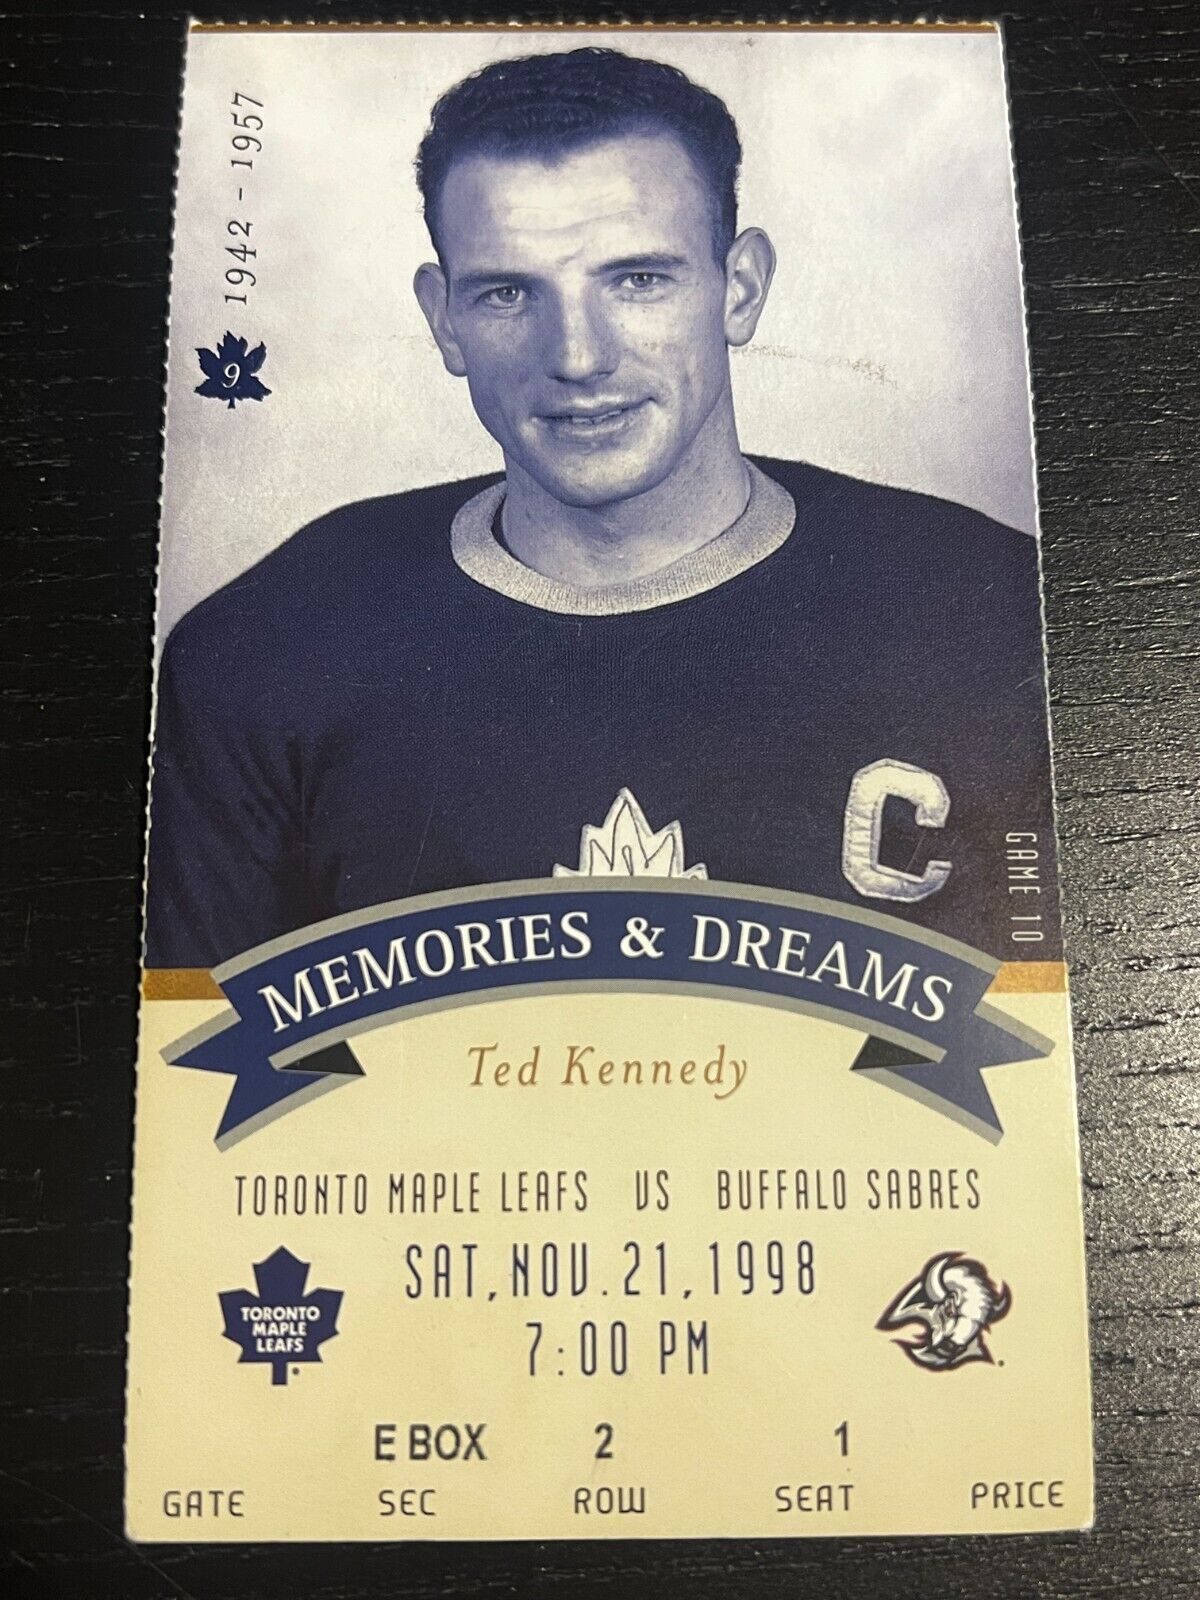 1942 - 1957
9
C
GAME 10
MEMORIES & DREAMS
Ted Kennedy
TORONTO MAPLE LEAFS VS BUFFALO SABRES
SAT, NOV. 21, 1998
7:00 PM
TORONTO
MAPLE
LEAFS
E BOX 2 1
GATE SEC ROW SEAT PRICE